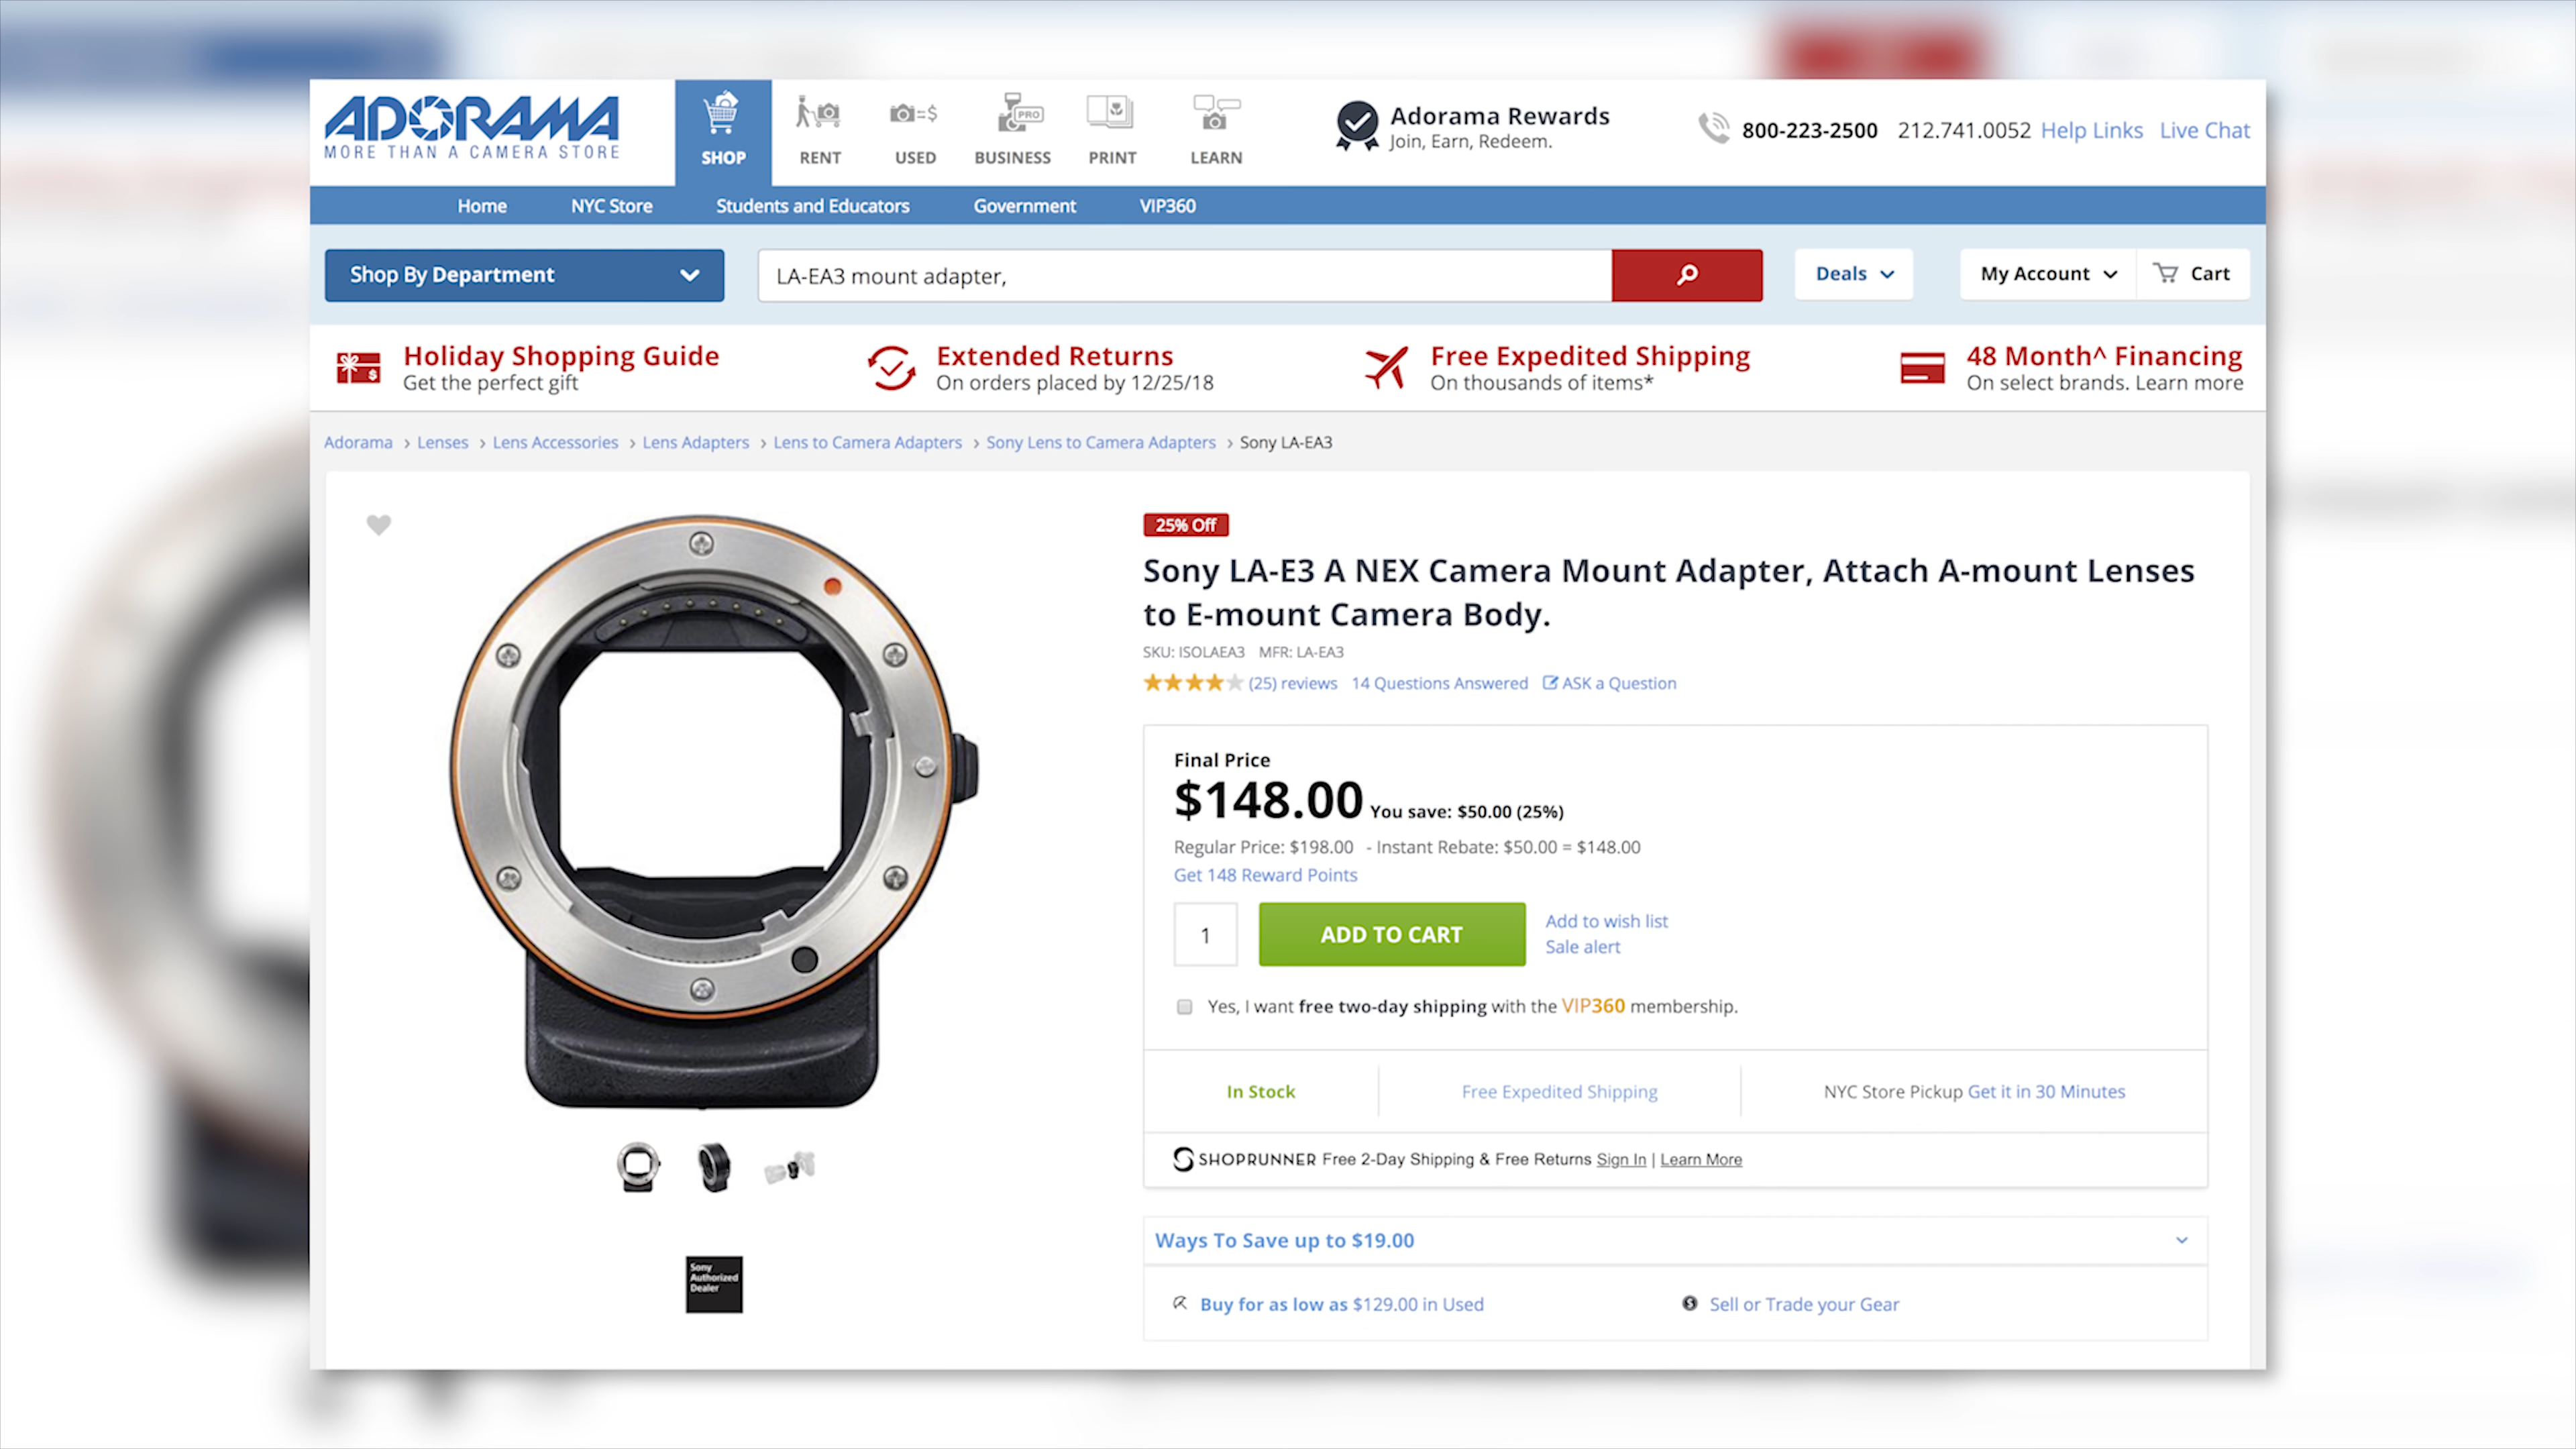 ADORAMA
MORE THAN A CAMERA STORE
SHOP
RENT
=$
USED
PRO
BUSINESS
PRINT
LEARN
Adorama Rewards
Join, Earn, Redeem.
800-223-2500 212.741.0052 Help Links Live Chat
Home NYC Store Students and Educators Government VIP360
Shop By Department
LA-EA3 mount adapter,
Deals
My Account
Cart
Holiday Shopping Guide
Get the perfect gift
Extended Returns
On orders placed by 12/25/18
Free Expedited Shipping
On thousands of items*
48 Month^ Financing
On select brands. Learn more
Adorama > Lenses > Lens Accessories > Lens Adapters > Lens to Camera Adapters > Sony Lens to Camera Adapters > Sony LA-EA3
25% Off
Sony LA-E3 A NEX Camera Mount Adapter, Attach A-mount Lenses
to E-mount Camera Body.
SKU: ISOLAEA3 MFR: LA-EA3
(25) reviews 14 Questions Answered ASK a Question
Final Price
$148.00 You save: $50.00 (25%)
Regular Price: $198.00 - Instant Rebate: $50.00 = $148.00
Get 148 Reward Points
1
ADD TO CART
Add to wish list
Sale alert
Yes, I want free two-day shipping with the VIP360 membership.
In Stock
Free Expedited Shipping
NYC Store Pickup Get it in 30 Minutes
SHOPRUNNER Free 2-Day Shipping & Free Returns Sign In | Learn More
Sony
Authorized
Dealer
Ways To Save up to $19.00
Buy for as low as $129.00 in Used
Sell or Trade your Gear